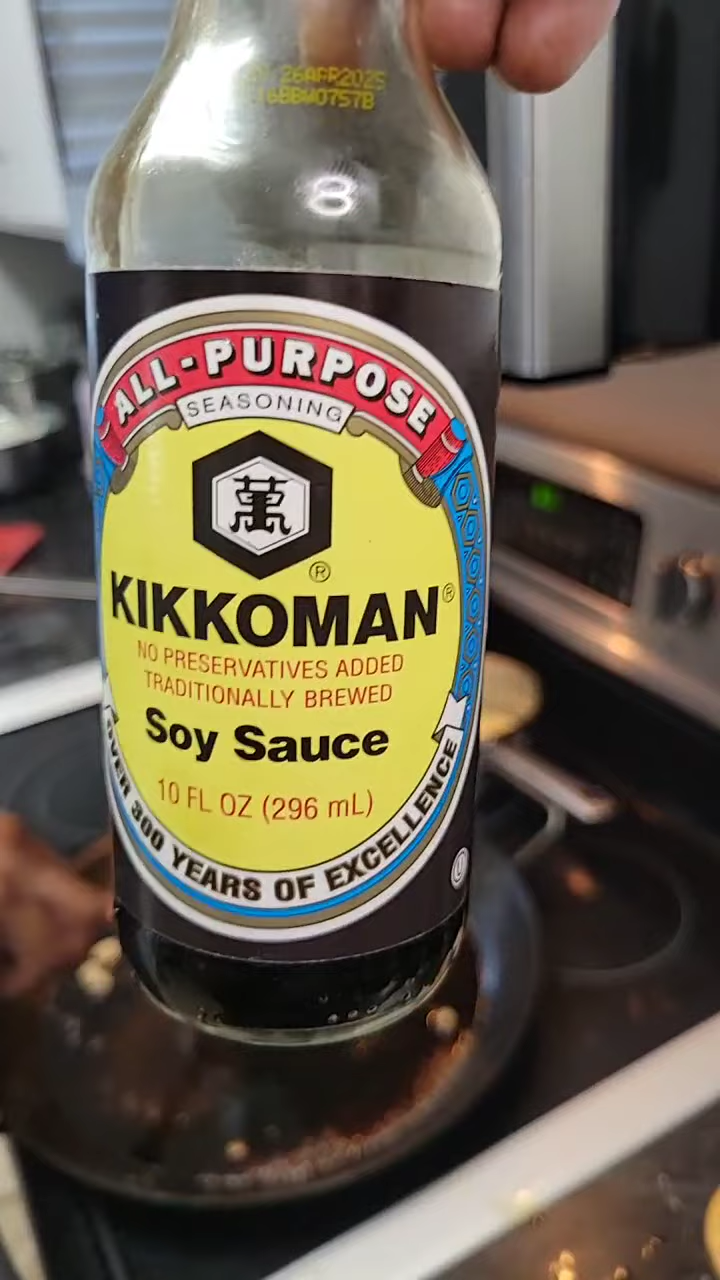 26APR2025
ALL-PURPOSE
SEASONING
萬
®
KIKKOMAN®
NO PRESERVATIVES ADDED
TRADITIONALLY BREWED
Soy Sauce
10 FL OZ (296 mL)
OVER 300 YEARS OF EXCELLENCE
U